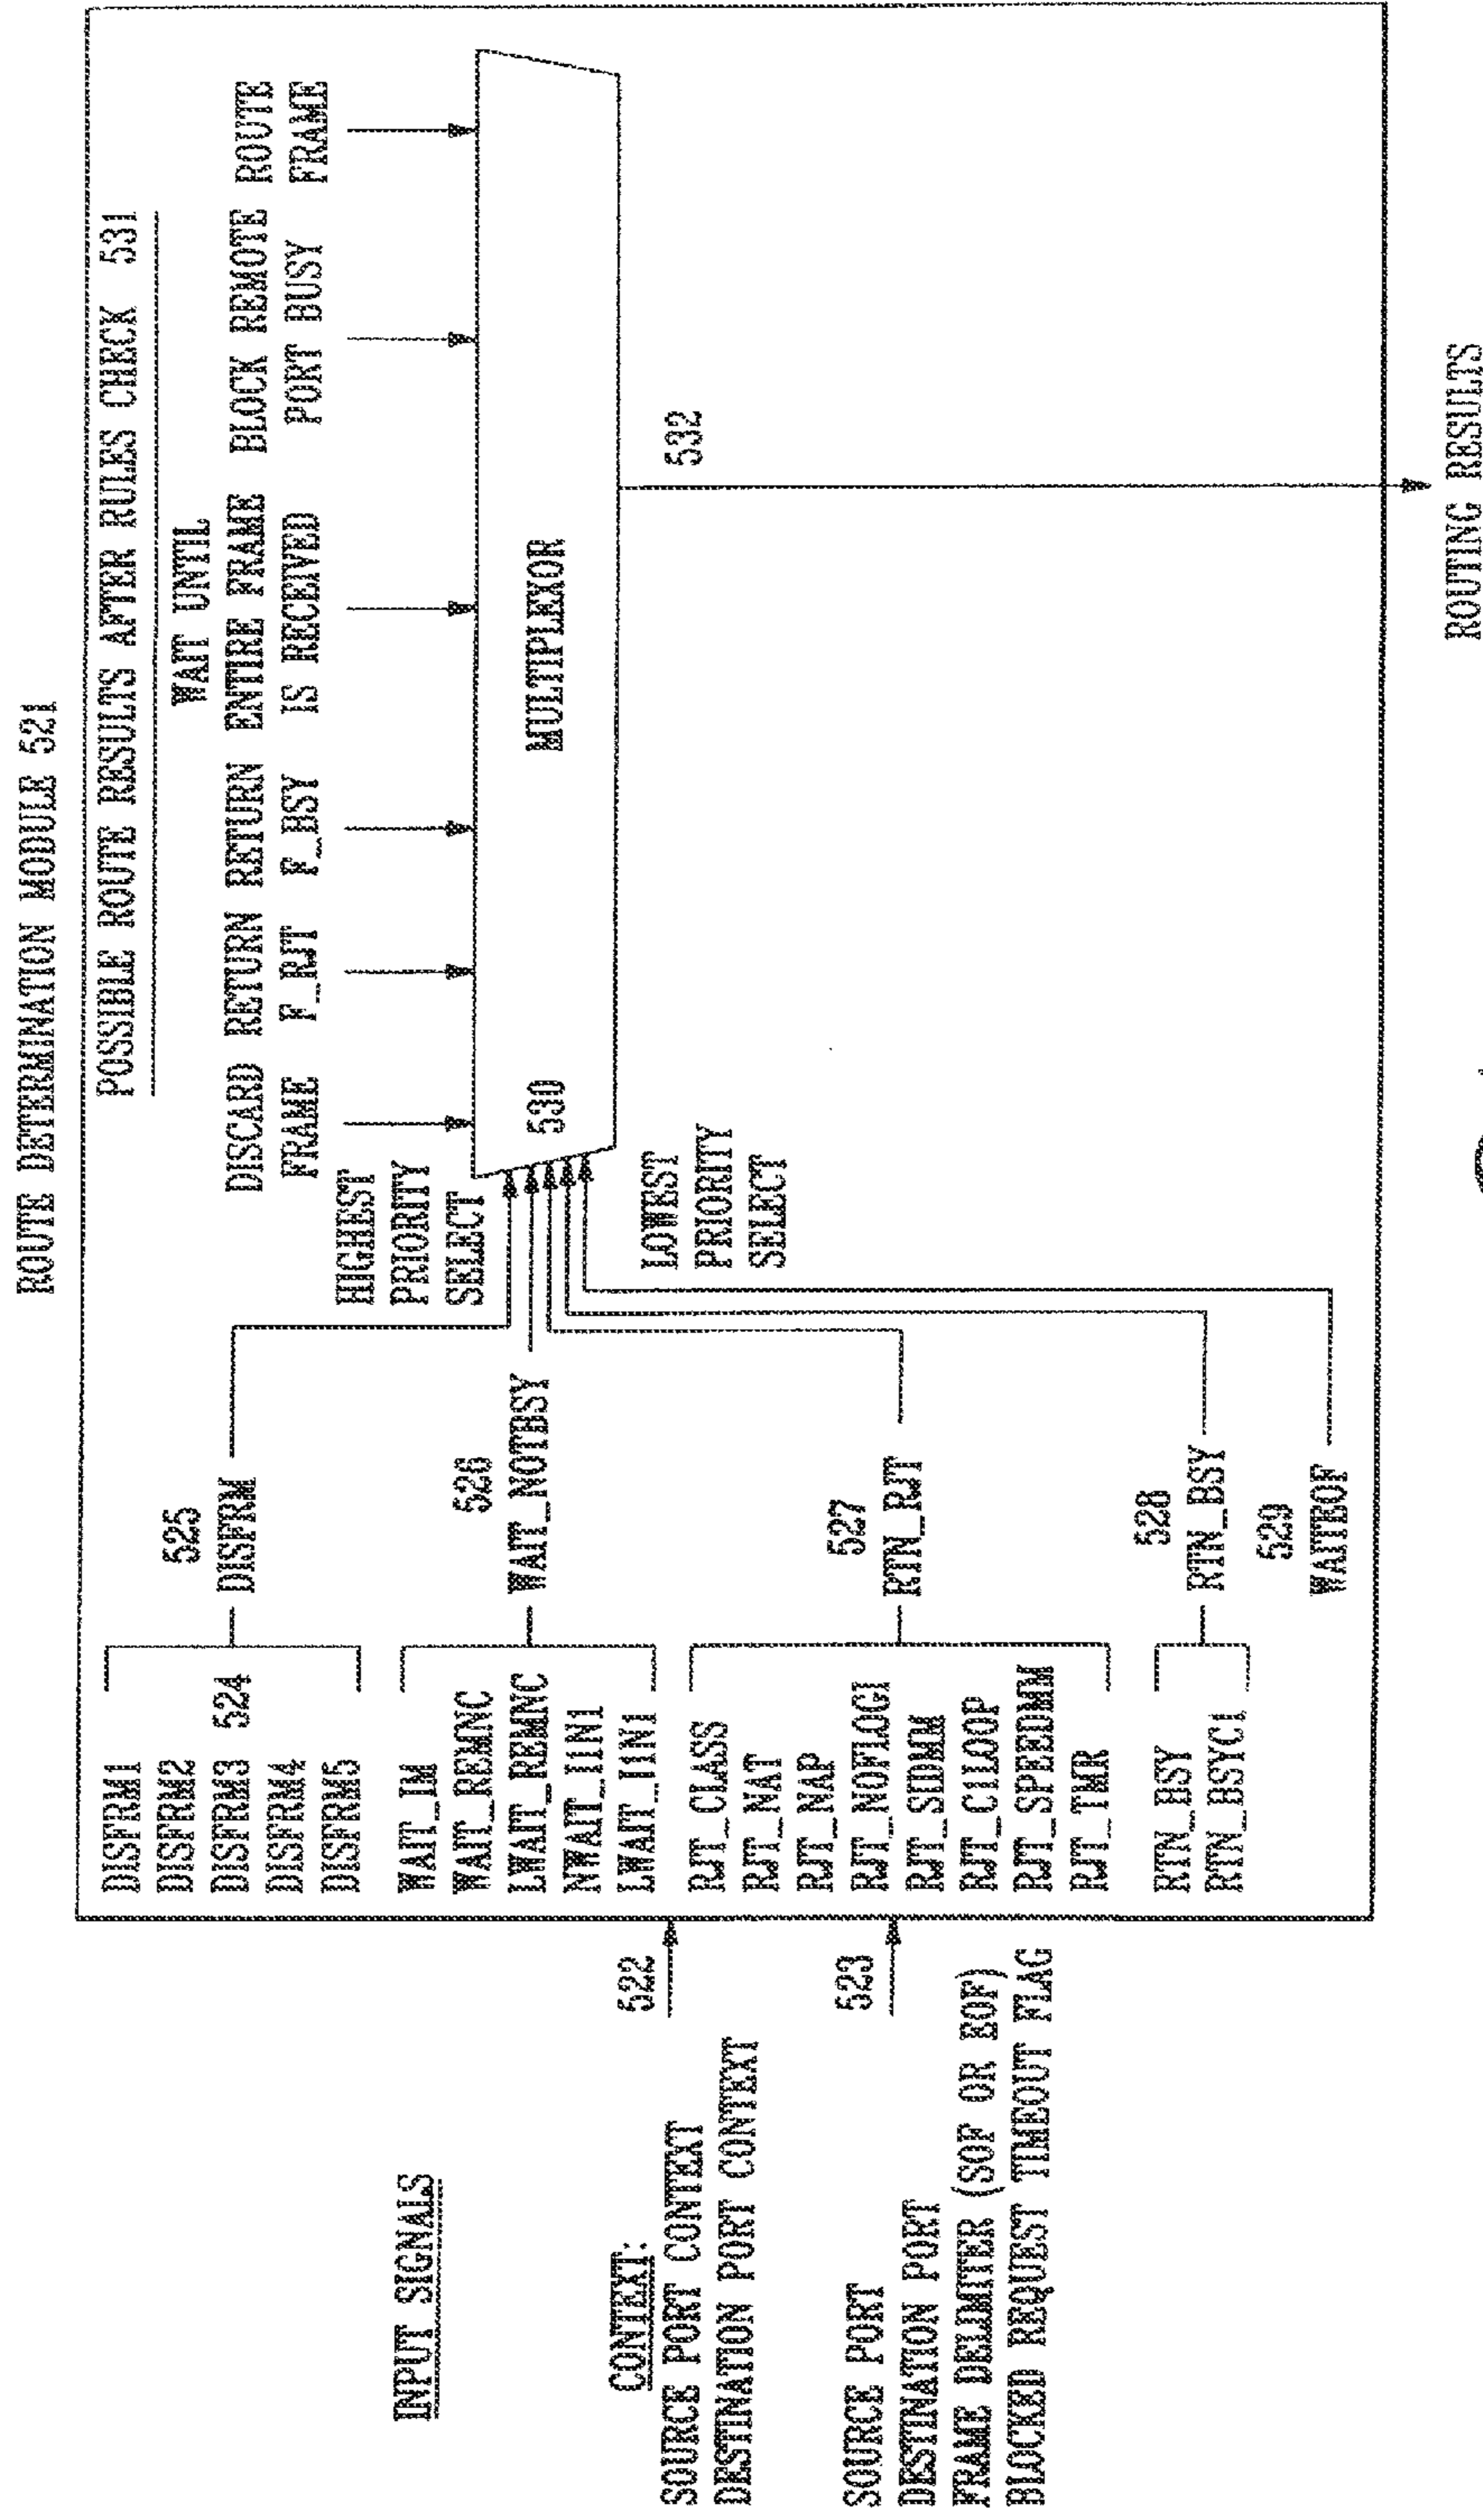 ROUTE DETERMINATION MODULE 521
POSSIBLE ROUTE RESULTS AFTER RULES CHECK 531
DISCARD
FRAME
RETURN
F_RJT
RETURN
F_BSY
WAIT UNTIL
ENTIRE FRAME
IS RECEIVED
BLOCK REMOTE
PORT BUSY
ROUTE
FRAME
HIGHEST
PRIORITY
SELECT
530
MULTIPLEXOR
LOWEST
PRIORITY
SELECT
532
ROUTING RESULTS
DISFRM1
DISFRM2
DISFRM3 524
DISFRM4
DISFRM5
525
DISFRM
WAIT_IM
WAIT_REMNC
LWAIT_REMNC
NWAIT_1IN1
LWAIT_1IN1
526
WAIT_NOTBSY
RJT_CLASS
RJT_NAT
RJT_NAP
RJT_NOFLOGI
RJT_SIDMM
RJT_C1LOOP
RJT_SPEEDMM
RJT_TMR
527
RTN_RJT
RTN_BSY
RTN_BSYC1
528
RTN_BSY
529
WAITEOF
INPUT SIGNALS
CONTEXT:
SOURCE PORT CONTEXT
DESTINATION PORT CONTEXT
522
SOURCE PORT
DESTINATION PORT
FRAME DELIMITER (SOF OR EOF)
BLOCKED REQUEST TIMEOUT FLAG
523